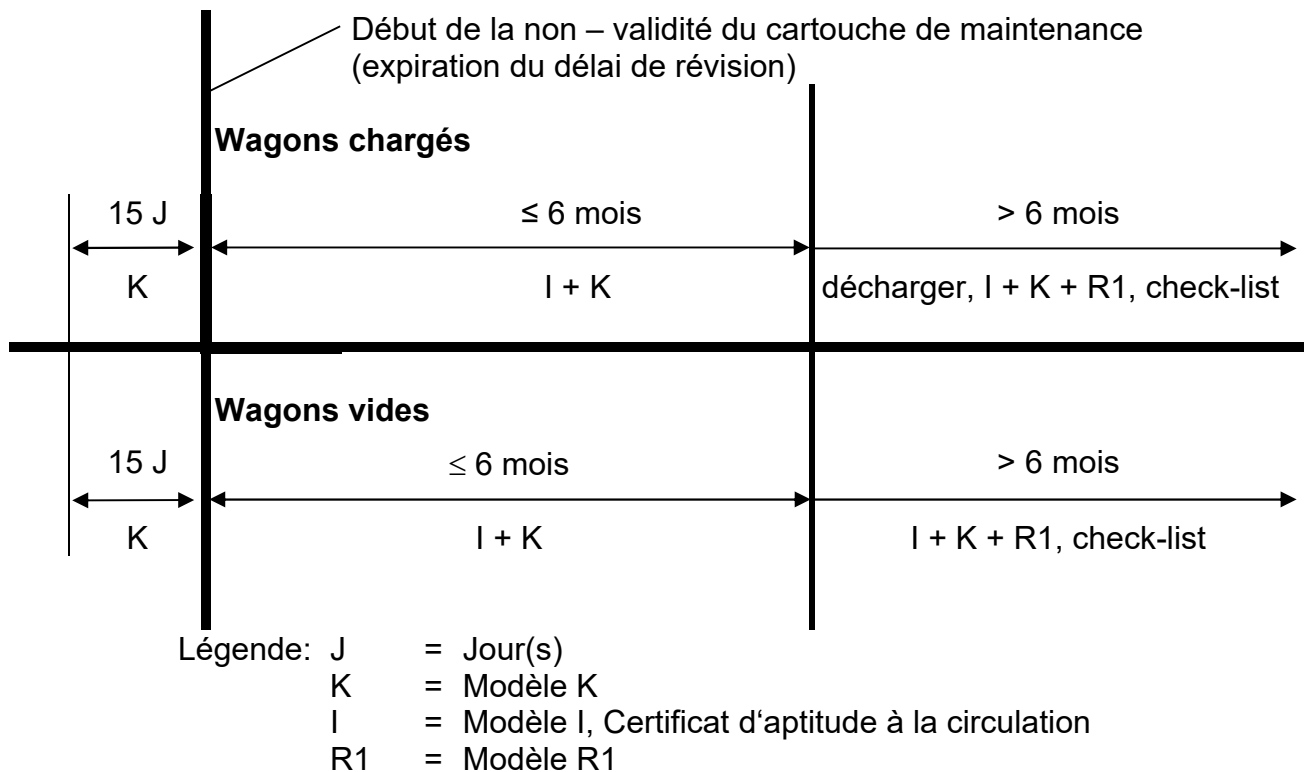 Début de la non – validité du cartouche de maintenance
(expiration du délai de révision)
Wagons chargés
15 J ≤ 6 mois > 6 mois
K I + K décharger, I + K + R1, check-list
Wagons vides
15 J ≤ 6 mois > 6 mois
K I + K I + K + R1, check-list
Légende: J = Jour(s)
K = Modèle K
I = Modèle I, Certificat d‘aptitude à la circulation
R1 = Modèle R1